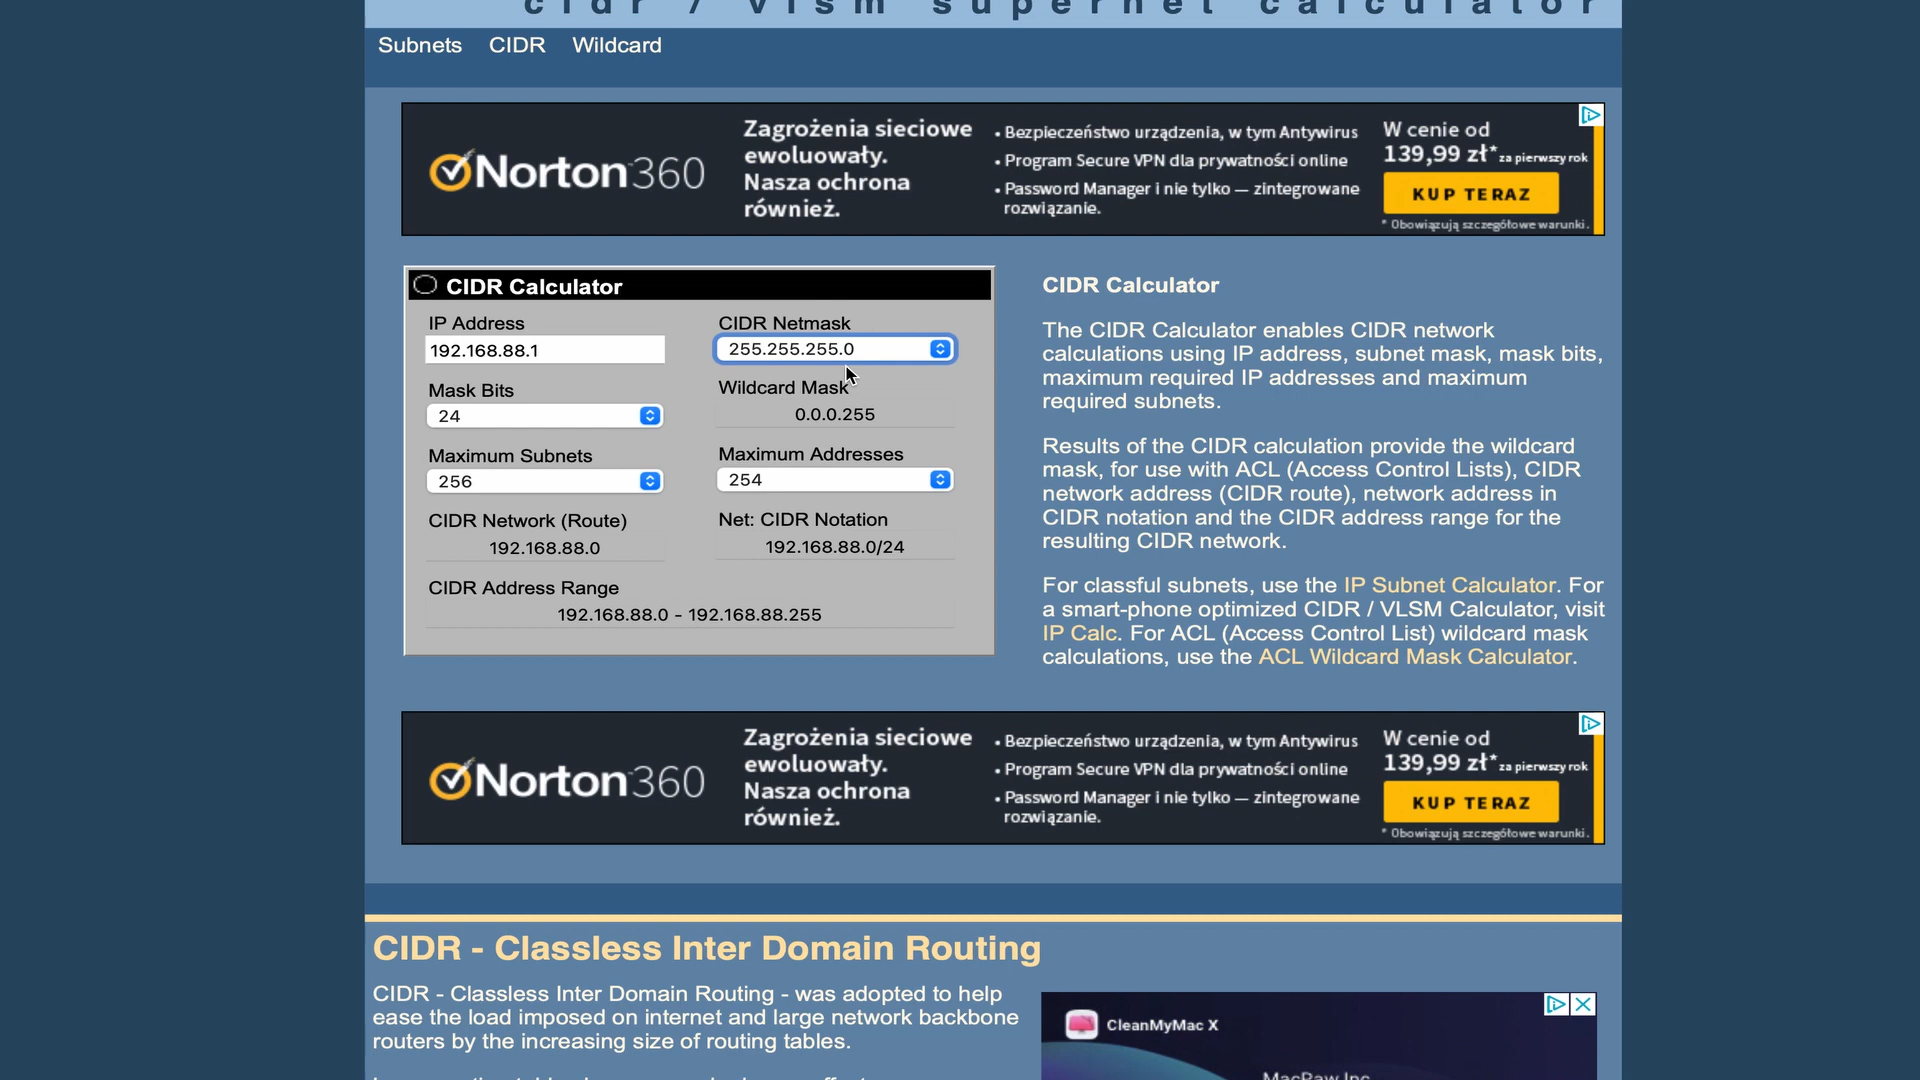 cidr / vlsm supernet calculator
Subnets CIDR Wildcard
Norton 360
Zagrożenia sieciowe
ewoluowały.
Nasza ochrona
również.
• Bezpieczeństwo urządzenia, w tym Antywirus
• Program Secure VPN dla prywatności online
• Password Manager i nie tylko — zintegrowane
rozwiązanie.
W cenie od
139,99 zł* za pierwszy rok
KUP TERAZ
* Obowiązują szczegółowe warunki.
CIDR Calculator
IP Address
192.168.88.1
CIDR Netmask
255.255.255.0
Mask Bits
24
Wildcard Mask
0.0.0.255
Maximum Subnets
256
Maximum Addresses
254
CIDR Network (Route)
192.168.88.0
Net: CIDR Notation
192.168.88.0/24
CIDR Address Range
192.168.88.0 - 192.168.88.255
CIDR Calculator
The CIDR Calculator enables CIDR network
calculations using IP address, subnet mask, mask bits,
maximum required IP addresses and maximum
required subnets.
Results of the CIDR calculation provide the wildcard
mask, for use with ACL (Access Control Lists), CIDR
network address (CIDR route), network address in
CIDR notation and the CIDR address range for the
resulting CIDR network.
For classful subnets, use the IP Subnet Calculator. For
a smart-phone optimized CIDR / VLSM Calculator, visit
IP Calc. For ACL (Access Control List) wildcard mask
calculations, use the ACL Wildcard Mask Calculator.
Norton 360
Zagrożenia sieciowe
ewoluowały.
Nasza ochrona
również.
• Bezpieczeństwo urządzenia, w tym Antywirus
• Program Secure VPN dla prywatności online
• Password Manager i nie tylko — zintegrowane
rozwiązanie.
W cenie od
139,99 zł* za pierwszy rok
KUP TERAZ
* Obowiązują szczegółowe warunki.
CIDR - Classless Inter Domain Routing
CIDR - Classless Inter Domain Routing - was adopted to help
ease the load imposed on internet and large network backbone
routers by the increasing size of routing tables.
CleanMyMac X
MacPaw Inc